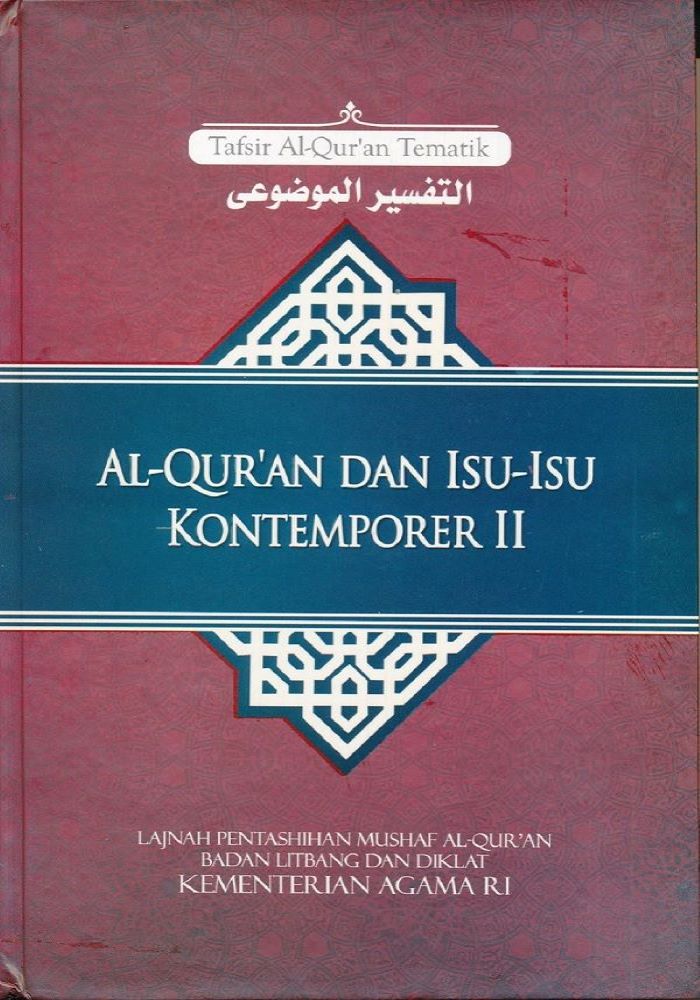 Tafsir Al-Qur'an Tematik
التفسير الموضوعى
AL-QUR'AN DAN ISU-ISU
KONTEMPORER II
LAJNAH PENTASHIHAN MUSHAF AL-QUR'AN
BADAN LITBANG DAN DIKLAT
KEMENTERIAN AGAMA RI